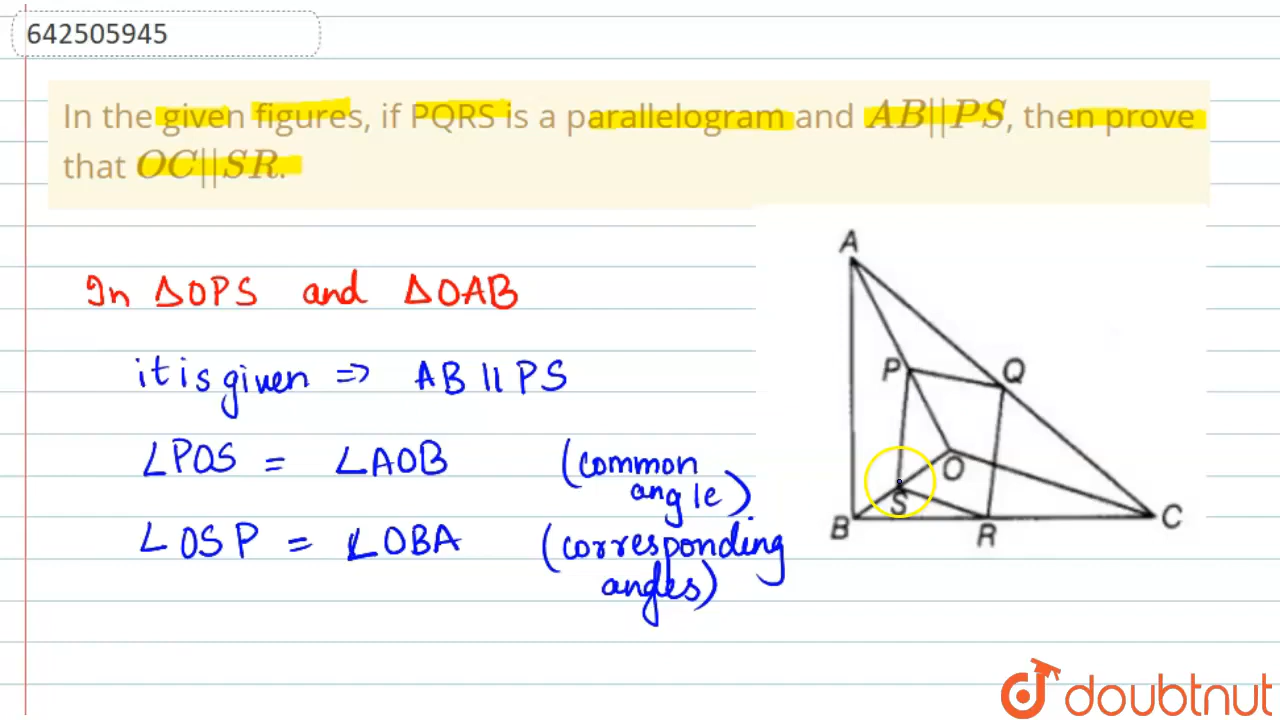 642505945
In the given figures, if PQRS is a parallelogram and AB||PS, then prove
that OC||SR.
In ΔOPS and ΔOAB
it is given ⇒ AB || PS
∠POS = ∠AOB (common
angle)
∠OSP = ∠OBA (corresponding
angles)
A
P
Q
O
S
B
R
C
doubtnut